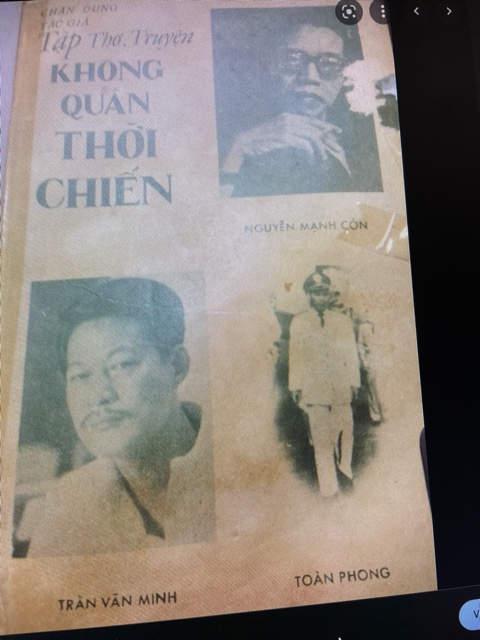 CHÂN DUNG
TÁC GIẢ
Tập Thơ, Truyện
KHÔNG
QUÂN
THỜI
CHIẾN
NGUYỄN MẠNH CÔN
TRẦN VĂN MINH
TOÀN PHONG